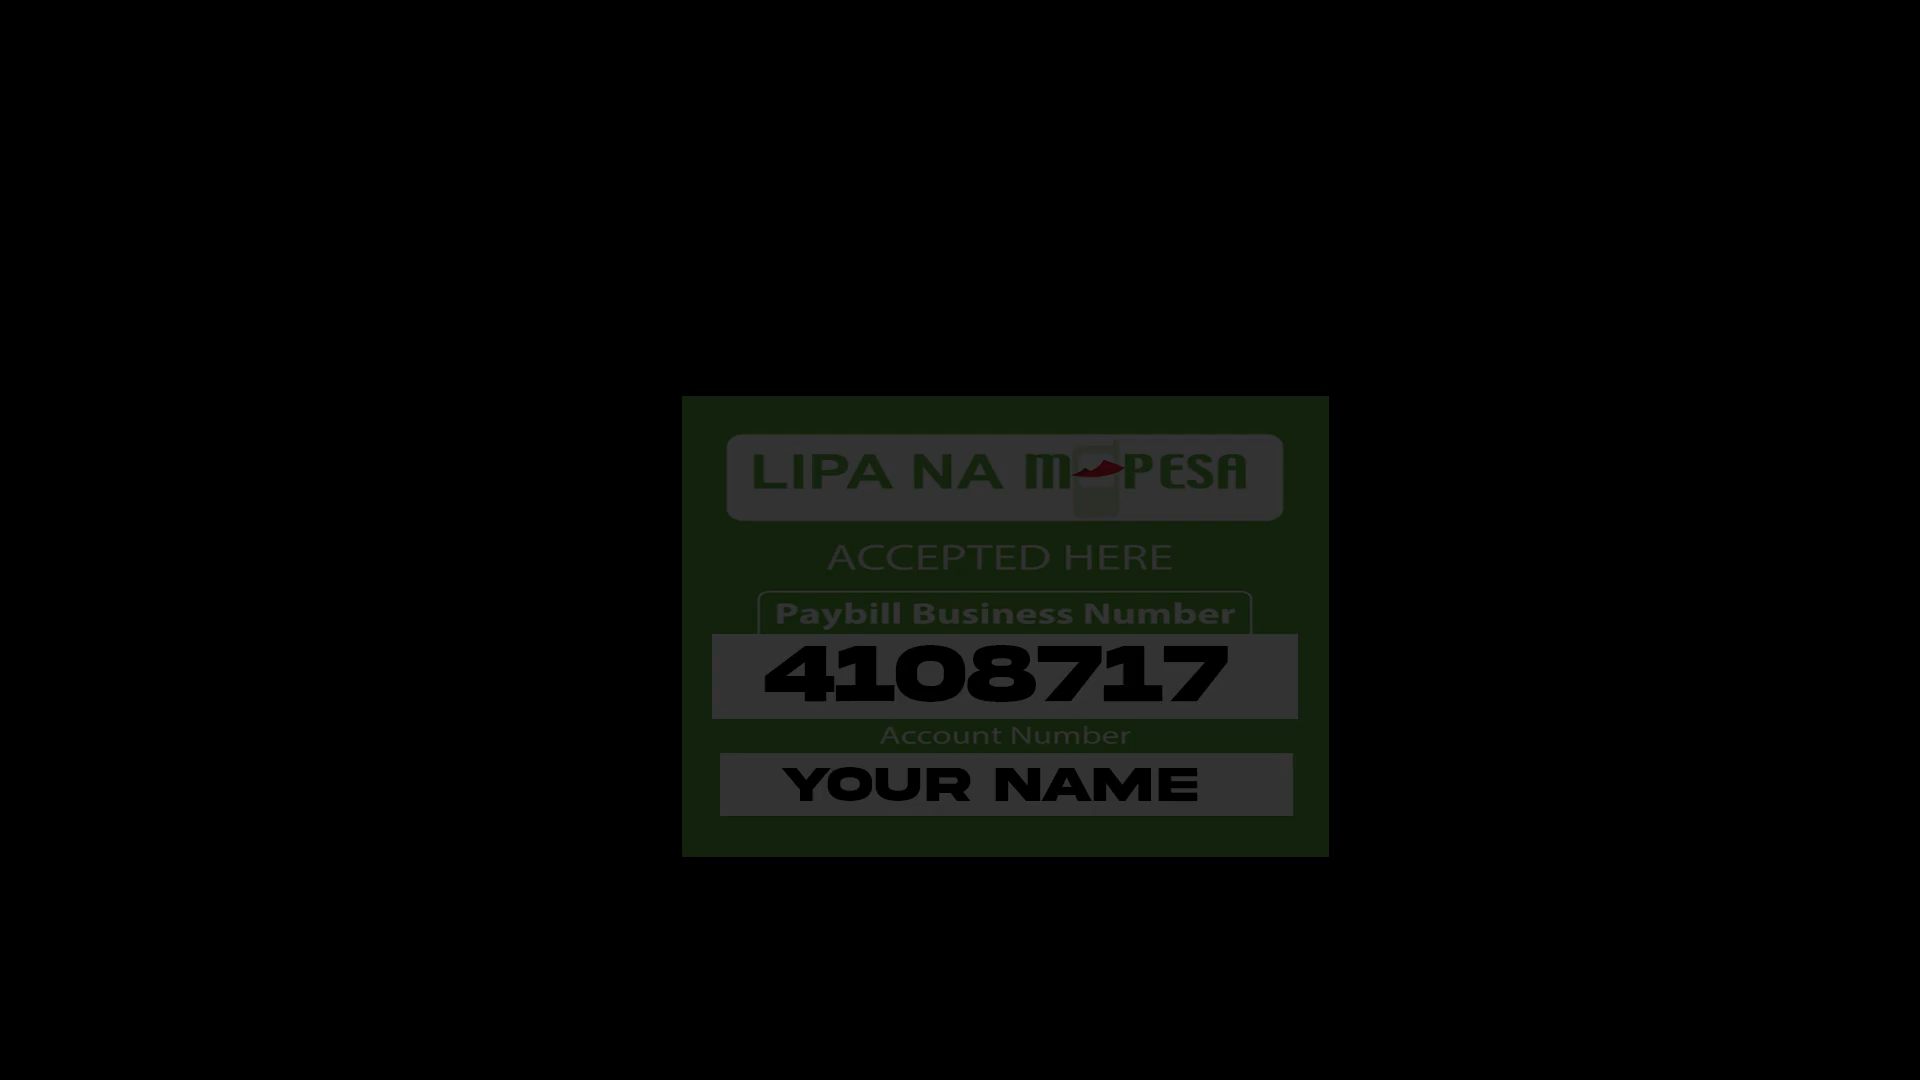 LIPA NA M-PESA
ACCEPTED HERE
Paybill Business Number
4108717
Account Number
YOUR NAME